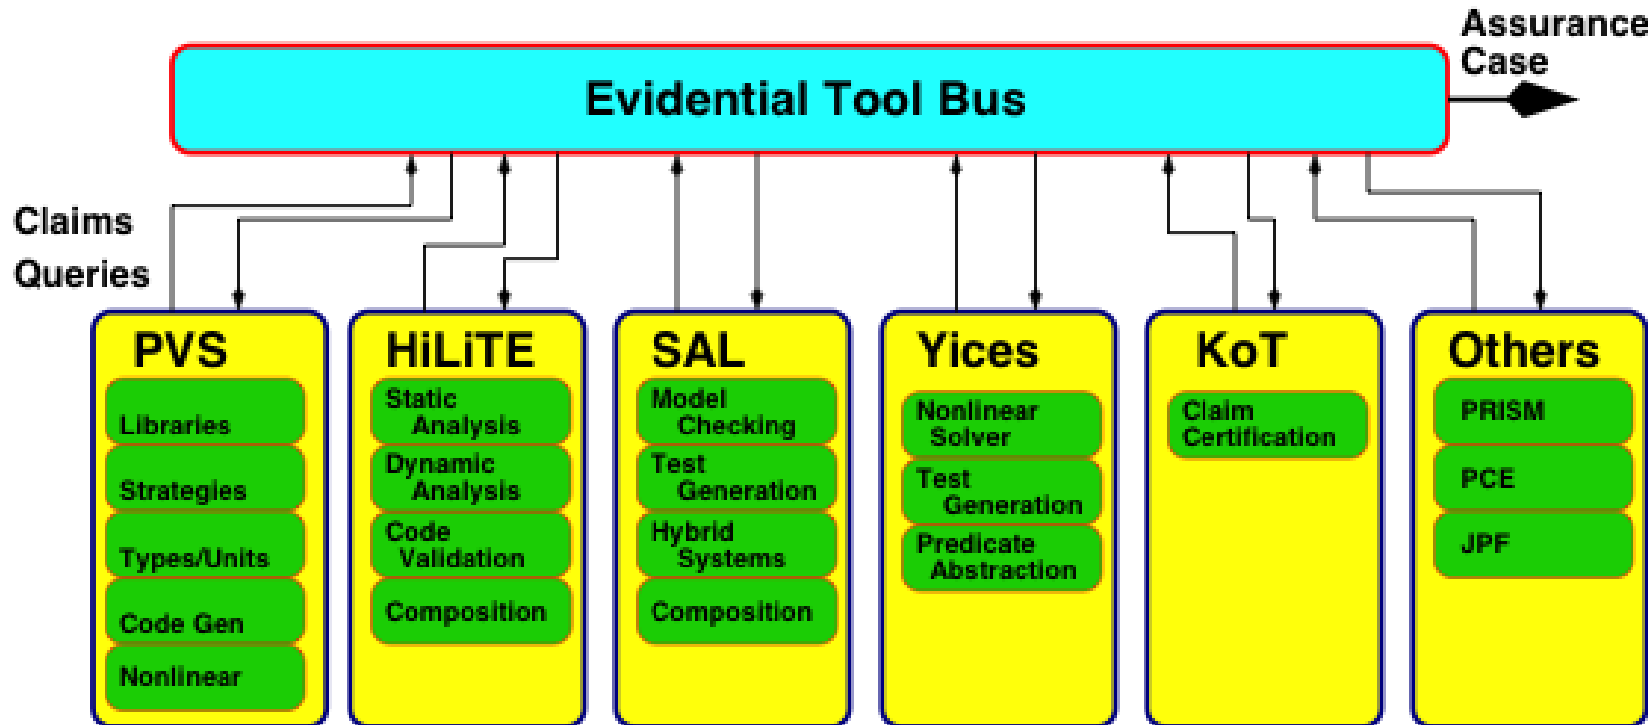 Assurance
Case
Evidential Tool Bus
Claims
Queries
PVS
Libraries
Strategies
Types/Units
Code Gen
Nonlinear
HiLiTE
Static
Analysis
Dynamic
Analysis
Code
Validation
Composition
SAL
Model
Checking
Test
Generation
Hybrid
Systems
Composition
Yices
Nonlinear
Solver
Test
Generation
Predicate
Abstraction
KoT
Claim
Certification
Others
PRISM
PCE
JPF